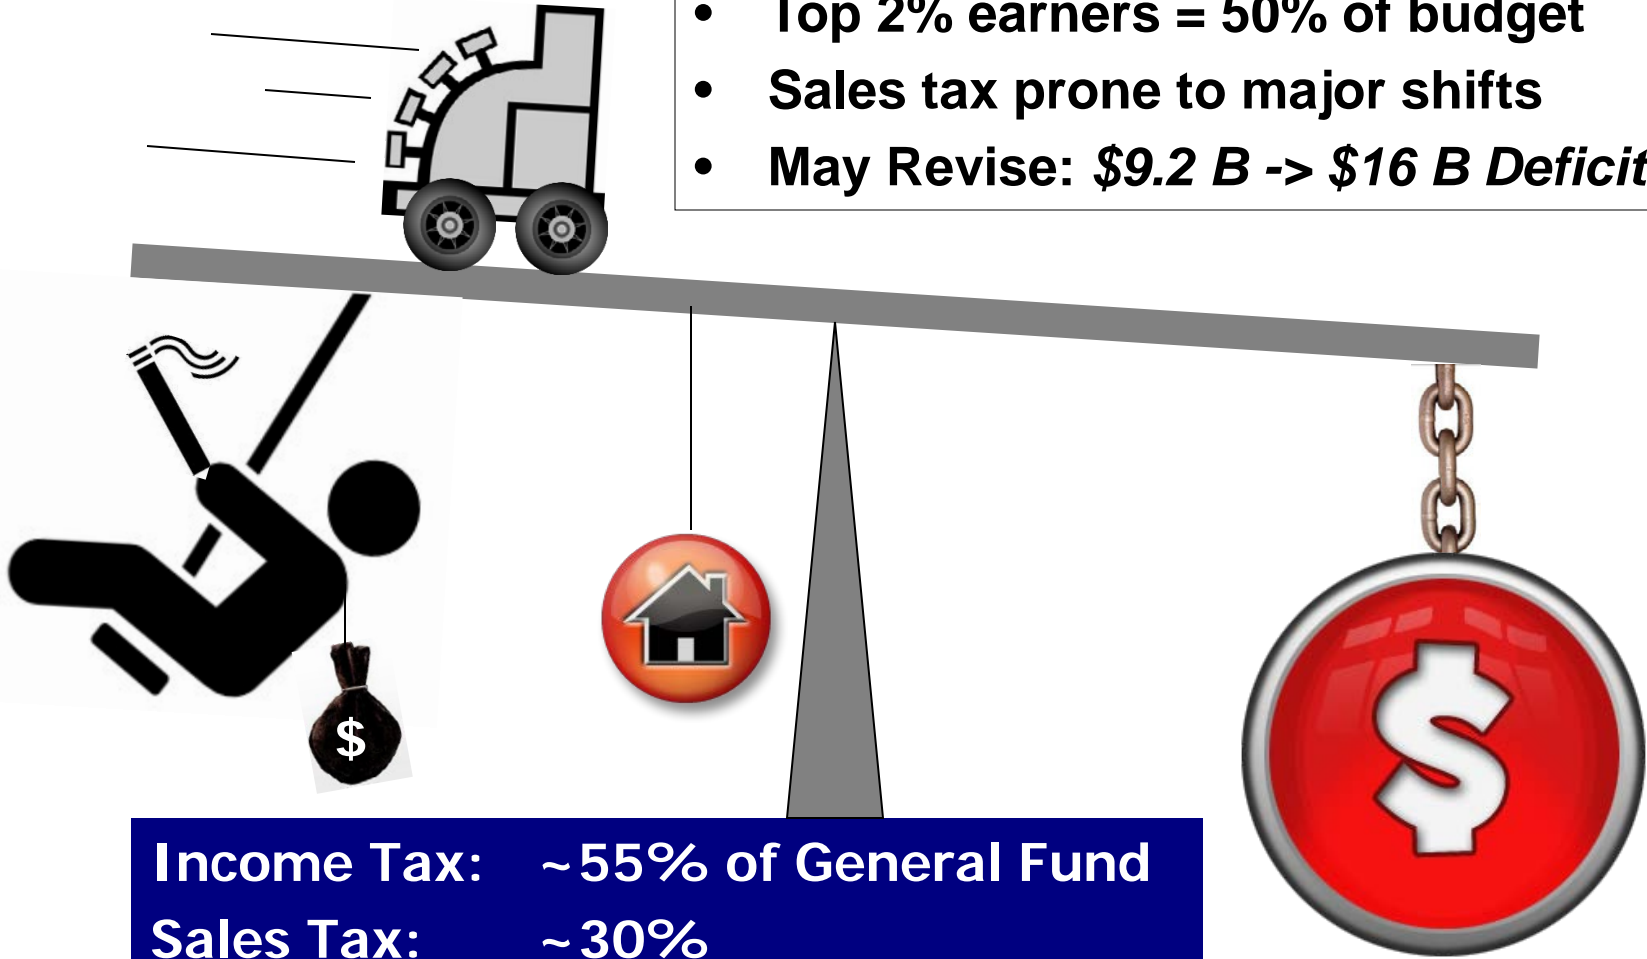 • Top 2% earners = 50% of budget
• Sales tax prone to major shifts
• May Revise: $9.2 B -> $16 B Deficit
$
$
Income Tax: ~55% of General Fund
Sales Tax: ~30%